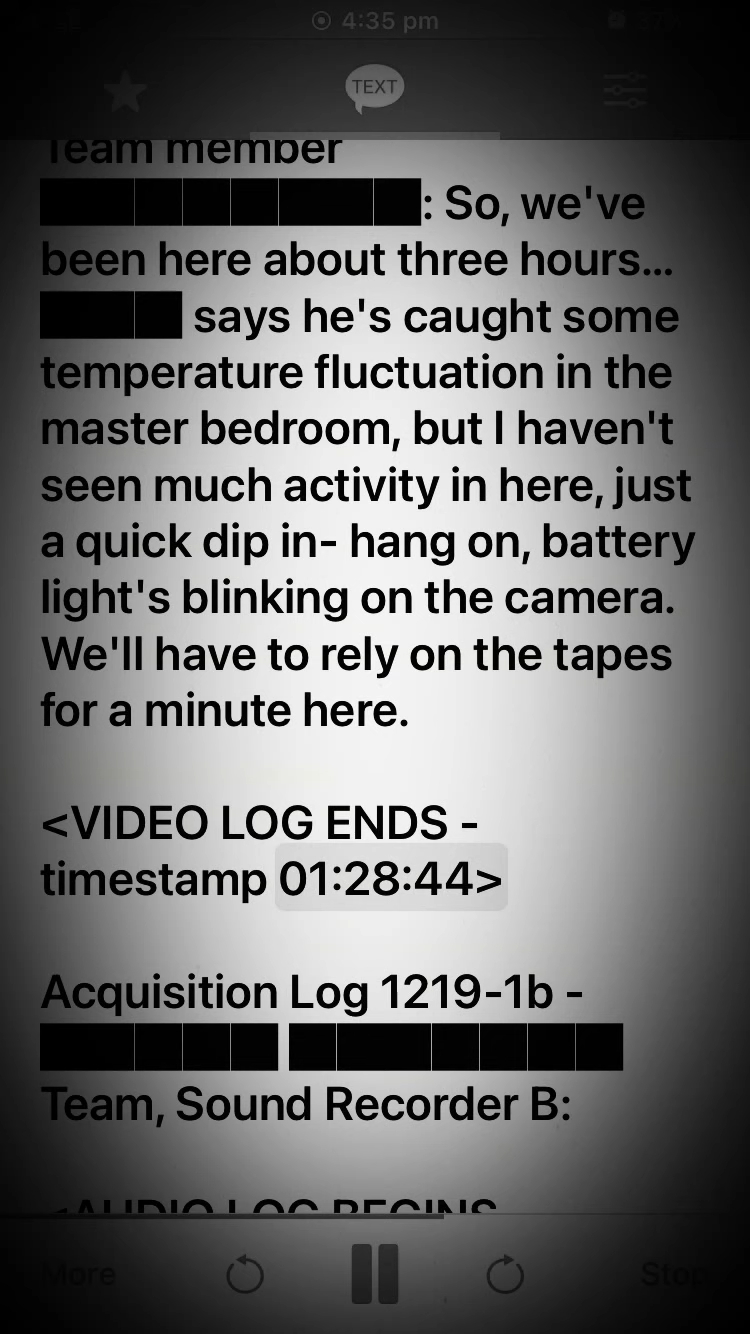 4:35 pm
TEXT
Team member
████████: So, we've
been here about three hours...
███ says he's caught some
temperature fluctuation in the
master bedroom, but I haven't
seen much activity in here, just
a quick dip in- hang on, battery
light's blinking on the camera.
We'll have to rely on the tapes
for a minute here.
<VIDEO LOG ENDS -
timestamp 01:28:44>
Acquisition Log 1219-1b -
█████ ███████
Team, Sound Recorder B:
<AUDIO LOG BEGINS
More
Stop